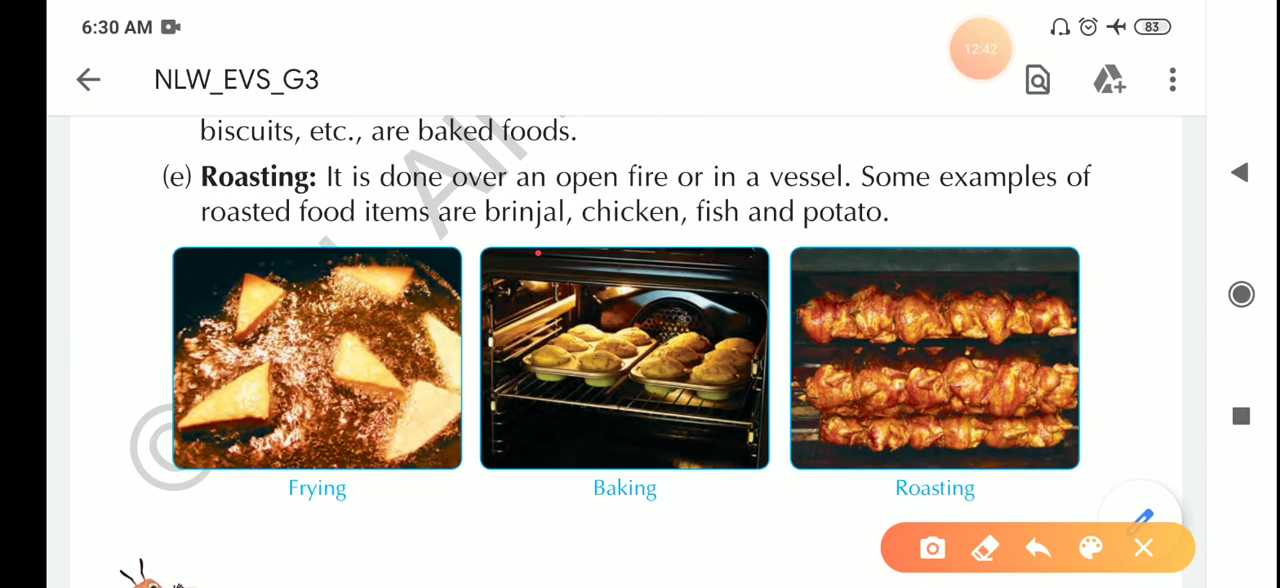 6:30 AM
83
12:42
NLW_EVS_G3
biscuits, etc., are baked foods.
(e) Roasting: It is done over an open fire or in a vessel. Some examples of
roasted food items are brinjal, chicken, fish and potato.
Frying
Baking
Roasting